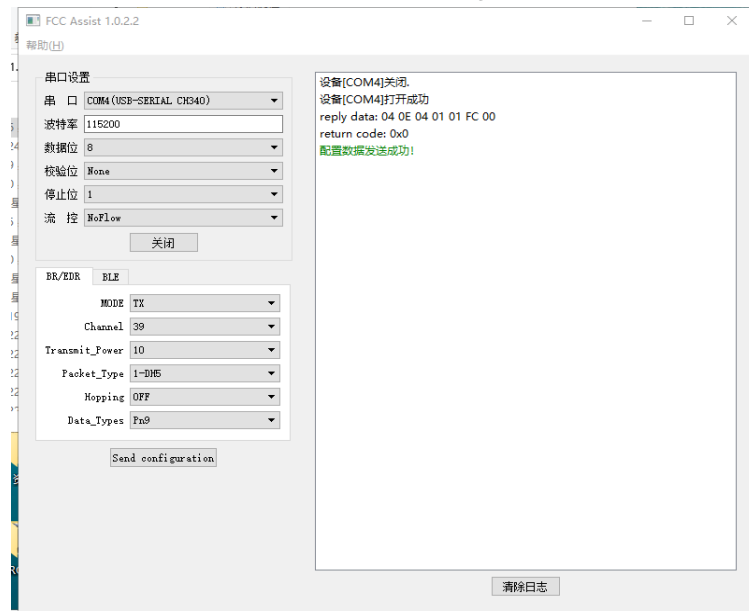 FCC Assist 1.0.2.2
帮助(H)
串口设置
串 口 COM4(USB-SERIAL CH340)
波特率 115200
数据位 8
校验位 None
停止位 1
流 控 NoFlow
关闭
BR/EDR BLE
MODE TX
Channel 39
Transmit_Power 10
Packet_Type 1-DH5
Hopping OFF
Data_Types Pn9
Send configuration
设备[COM4]关闭.
设备[COM4]打开成功
reply data: 04 0E 04 01 01 FC 00
return code: 0x0
配置数据发送成功!
清除日志